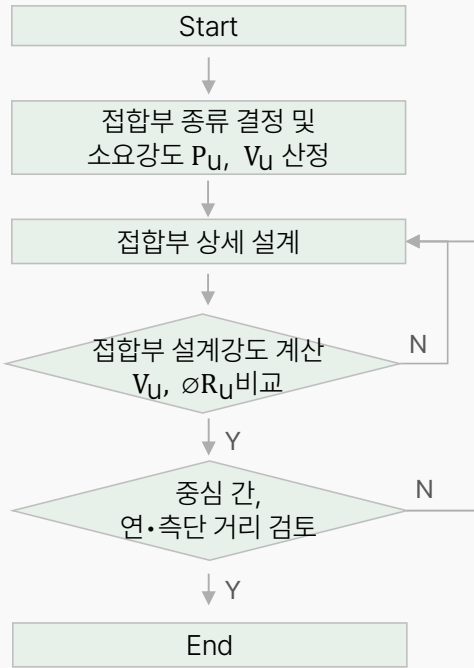 Start
접합부 종류 결정 및
소요강도 Pu, Vu 산정
접합부 상세 설계
접합부 설계강도 계산
Vu, ∅Ru비교
N
Y
중심 간,
연·측단 거리 검토
N
Y
End